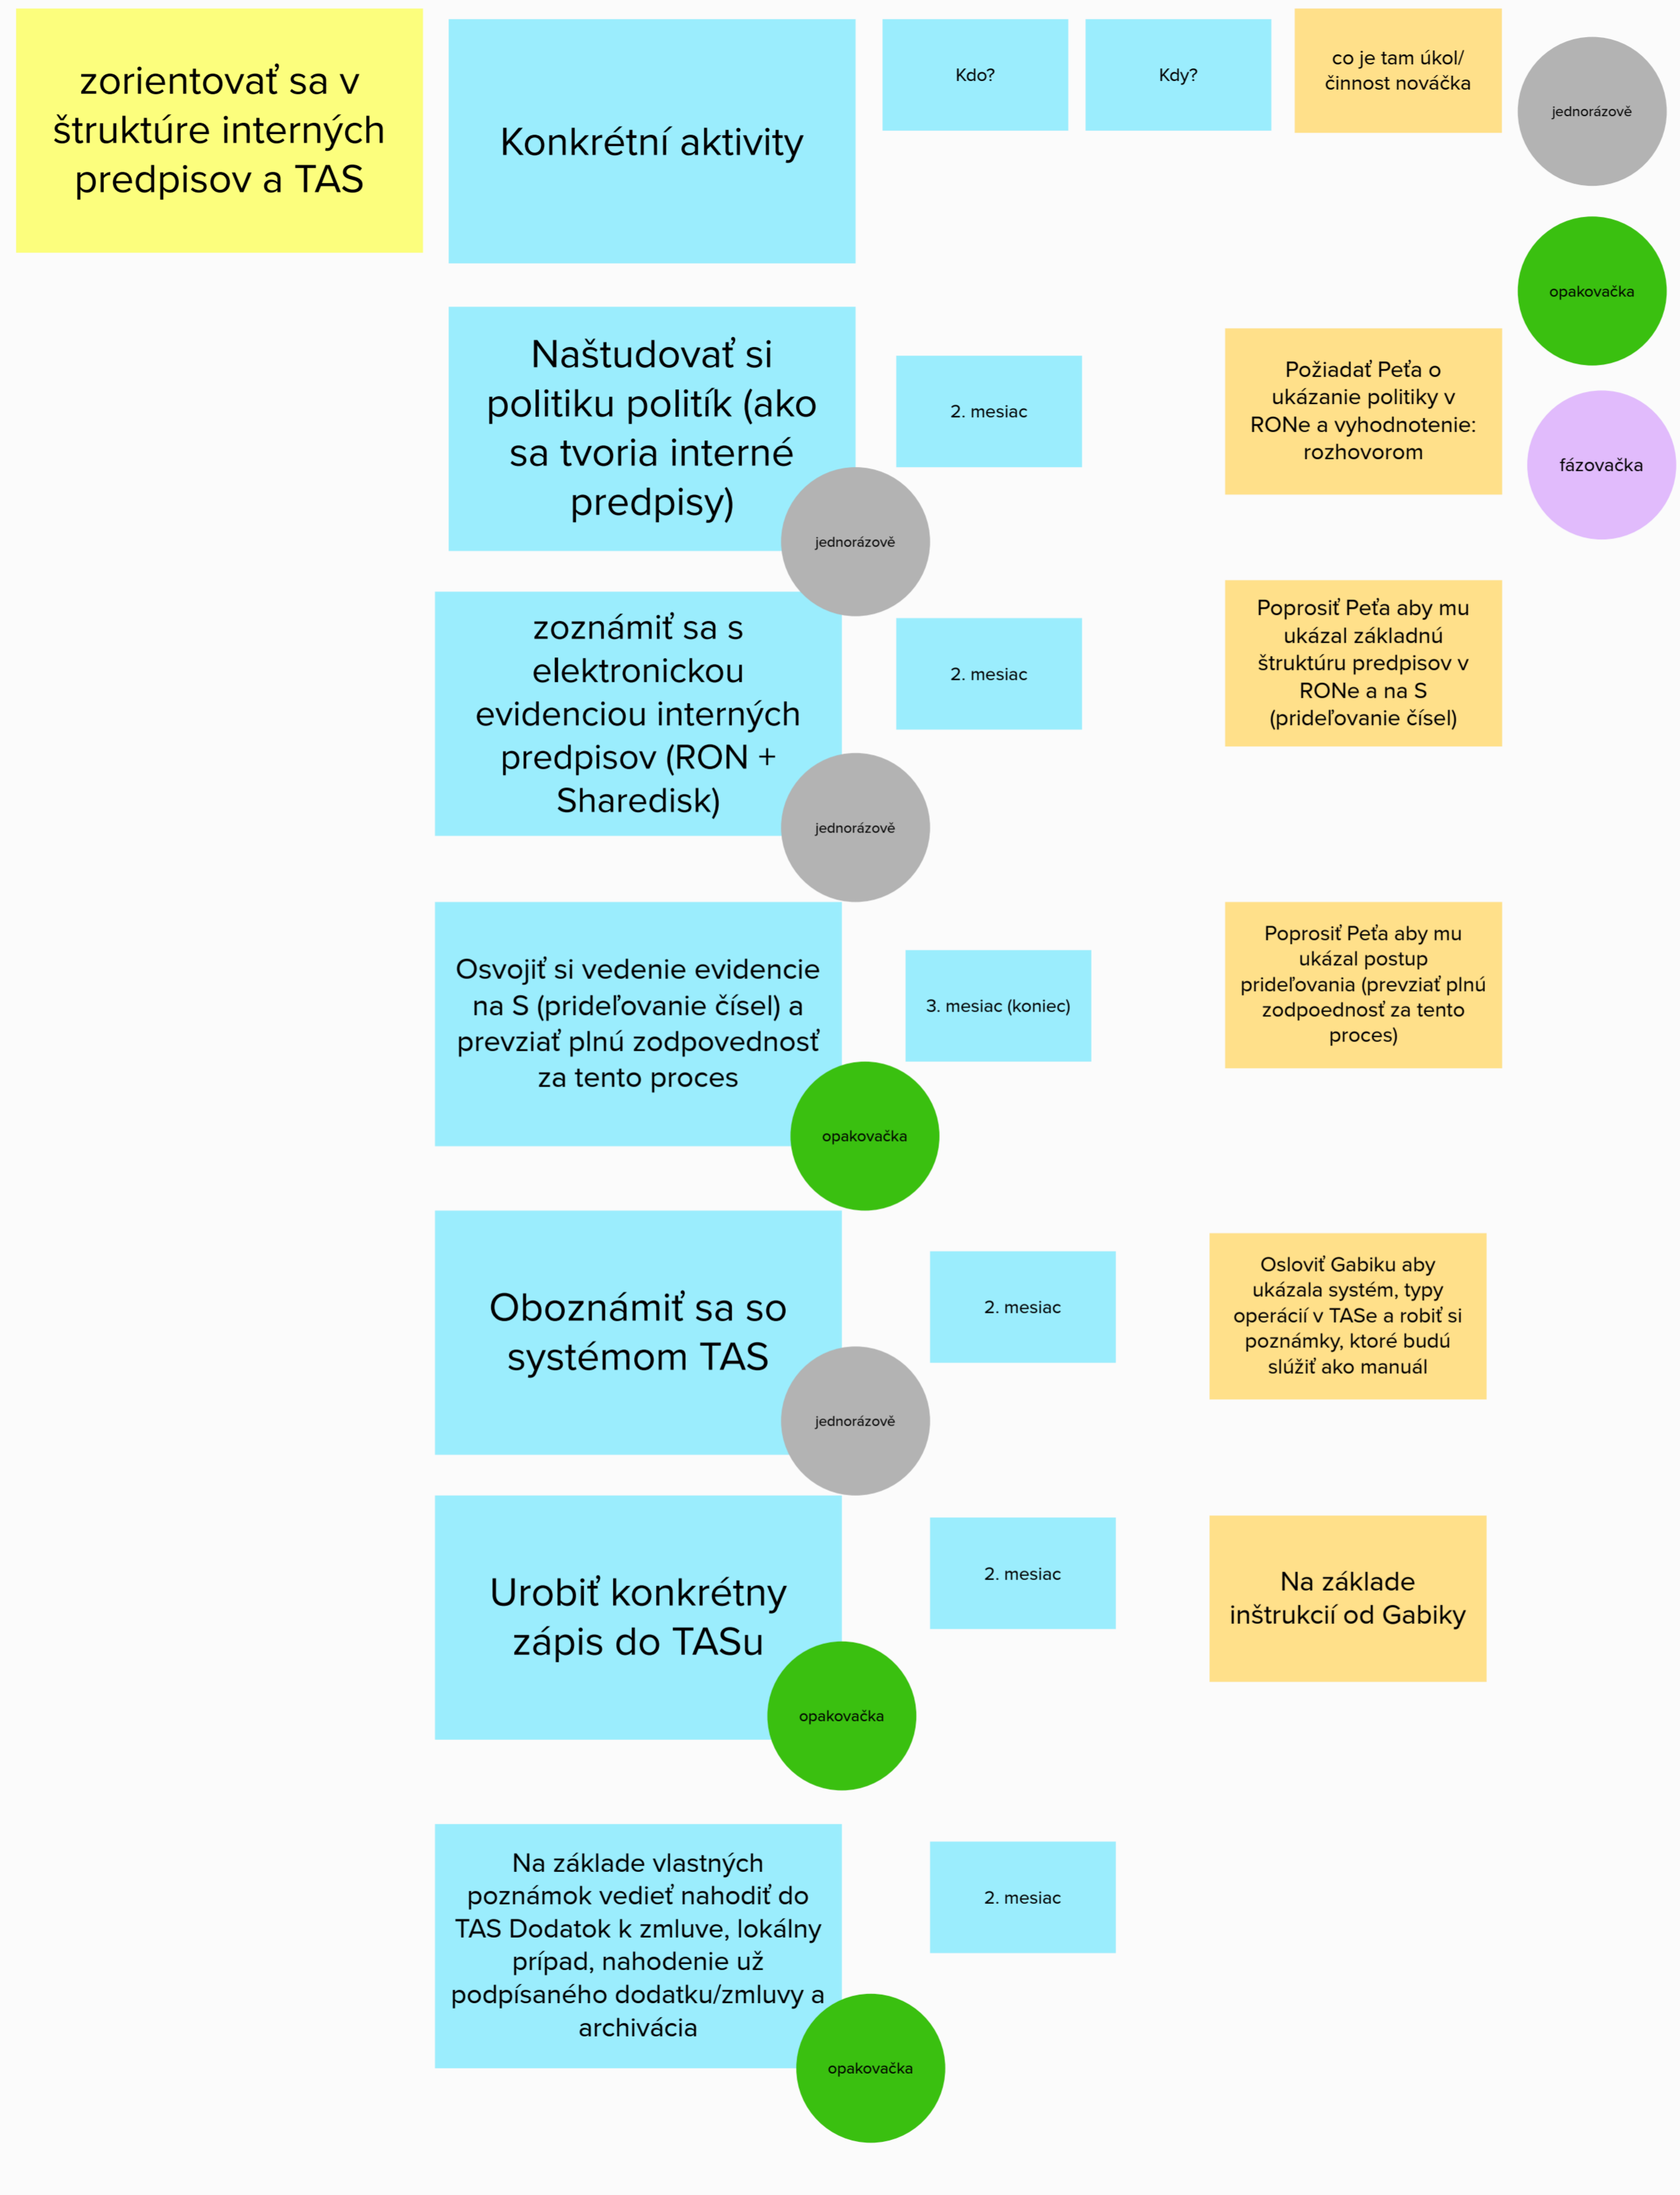 zorientovať sa v
štruktúre interných
predpisov a TAS
Konkrétní aktivity
Kdo?
Kdy?
co je tam úkol/
činnost nováčka
jednorázově
opakovačka
fázovačka
Naštudovať si
politiku politík (ako
sa tvoria interné
predpisy)
jednorázově
2. mesiac
Požiadať Peťa o
ukázanie politiky v
RONe a vyhodnotenie:
rozhovorom
zoznámiť sa s
elektronickou
evidenciou interných
predpisov (RON +
Sharedisk)
jednorázově
2. mesiac
Poprosiť Peťa aby mu
ukázal základnú
štruktúru predpisov v
RONe a na S
(prideľovanie čísel)
Osvojiť si vedenie evidencie
na S (prideľovanie čísel) a
prevziať plnú zodpovednosť
za tento proces
opakovačka
3. mesiac (koniec)
Poprosiť Peťa aby mu
ukázal postup
prideľovania (prevziať plnú
zodpoednosť za tento
proces)
Oboznámiť sa so
systémom TAS
jednorázově
2. mesiac
Osloviť Gabiku aby
ukázala systém, typy
operácií v TASe a robiť si
poznámky, ktoré budú
slúžiť ako manuál
Urobiť konkrétny
zápis do TASu
opakovačka
2. mesiac
Na základe
inštrukcií od Gabiky
Na základe vlastných
poznámok vedieť nahodiť do
TAS Dodatok k zmluve, lokálny
prípad, nahodenie už
podpísaného dodatku/zmluvy a
archivácia
opakovačka
2. mesiac